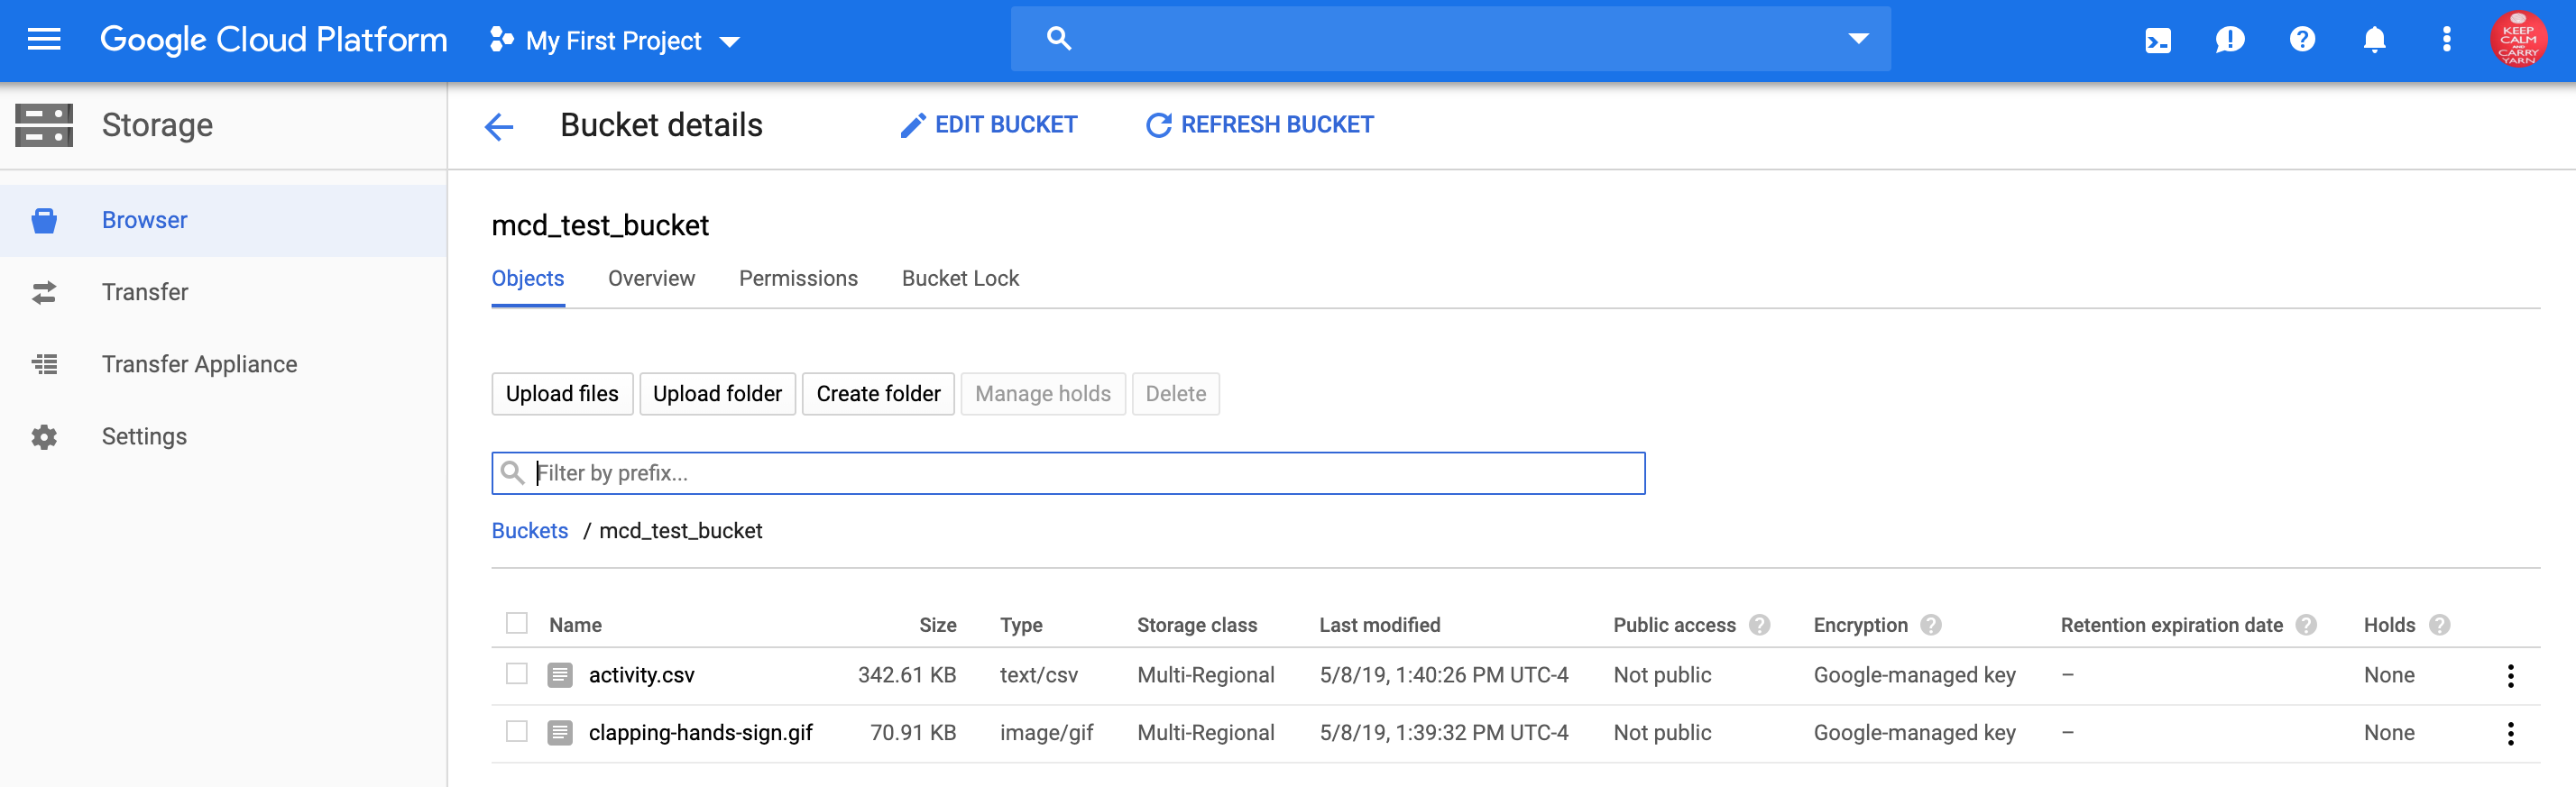 Google Cloud Platform My First Project
KEEP
CALM
AND
CARRY
YARN
Storage
Bucket details EDIT BUCKET REFRESH BUCKET
Browser
Transfer
Transfer Appliance
Settings
mcd_test_bucket
Objects Overview Permissions Bucket Lock
Upload files Upload folder Create folder Manage holds Delete
Filter by prefix...
Buckets / mcd_test_bucket
Name Size Type Storage class Last modified Public access ? Encryption ? Retention expiration date ? Holds ?
activity.csv 342.61 KB text/csv Multi-Regional 5/8/19, 1:40:26 PM UTC-4 Not public Google-managed key – None
clapping-hands-sign.gif 70.91 KB image/gif Multi-Regional 5/8/19, 1:39:32 PM UTC-4 Not public Google-managed key – None